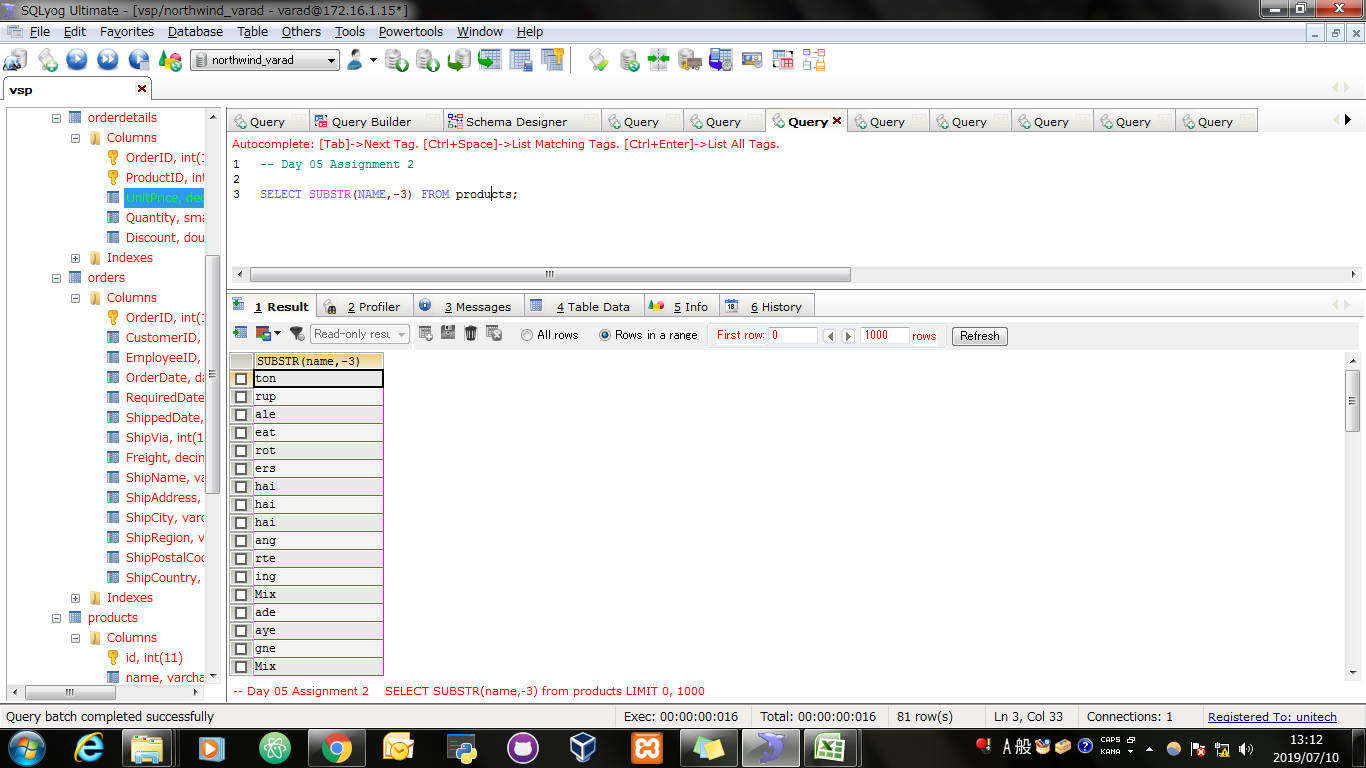 SQLyog Ultimate - [vsp/northwind_varad - varad@172.16.1.15*]
File Edit Favorites Database Table Others Tools Powertools Window Help
northwind_varad
vsp
orderdetails
Columns
OrderID, int(1
ProductID, int
UnitPrice, de
Quantity, sma
Discount, dou
Indexes
orders
Columns
OrderID, int(1
CustomerID,
EmployeeID,
OrderDate, da
RequiredDate
ShippedDate,
ShipVia, int(1
Freight, decin
ShipName, va
ShipAddress,
ShipCity, varc
ShipRegion, v
ShipPostalCod
ShipCountry,
Indexes
products
Columns
id, int(11)
name, varcha
Query Query Builder Schema Designer Query Query Query Query Query Query Query Query
Autocomplete: [Tab]->Next Tag. [Ctrl+Space]->List Matching Tags. [Ctrl+Enter]->List All Tags.
1 -- Day 05 Assignment 2
2
3 SELECT SUBSTR(NAME,-3) FROM products;
1 Result 2 Profiler 3 Messages 4 Table Data 5 Info 6 History
Read-only resu All rows Rows in a range First row: 0 1000 rows Refresh
SUBSTR(name,-3)
ton
rup
ale
eat
rot
ers
hai
hai
hai
ang
rte
ing
Mix
ade
aye
gne
Mix
-- Day 05 Assignment 2 SELECT SUBSTR(name,-3) from products LIMIT 0, 1000
Query batch completed successfully Exec: 00:00:00:016 Total: 00:00:00:016 81 row(s) Ln 3, Col 33 Connections: 1 Registered To: unitech
A 般 CAPS KANA
13:12
2019/07/10